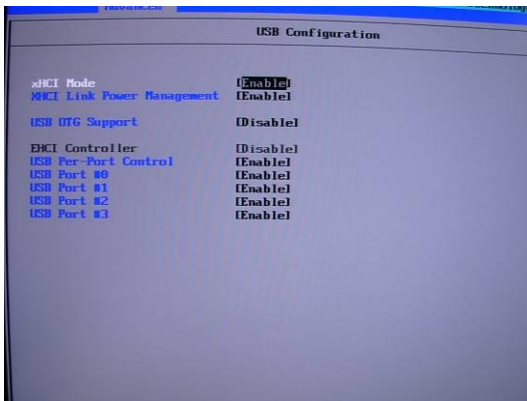 Advanced
USB Configuration
xHCI Mode [Enable]
XHCI Link Power Management [Enable]
USB OTG Support [Disable]
EHCI Controller [Disable]
USB Per-Port Control [Enable]
USB Port #0 [Enable]
USB Port #1 [Enable]
USB Port #2 [Enable]
USB Port #3 [Enable]